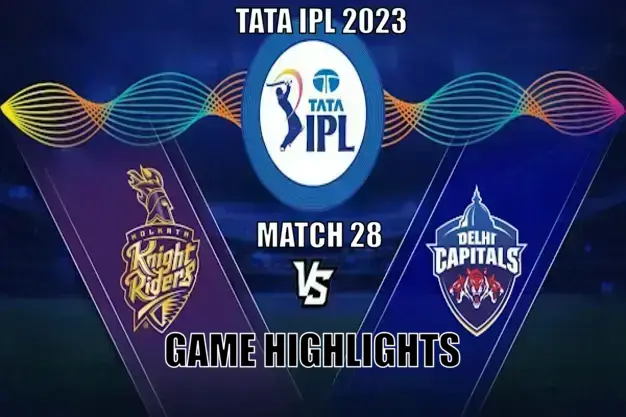 TATA IPL 2023
TATA
IPL
MATCH 28
KOLKATA
Knight
Riders
VS
DELHI
CAPITALS
GAME HIGHLIGHTS